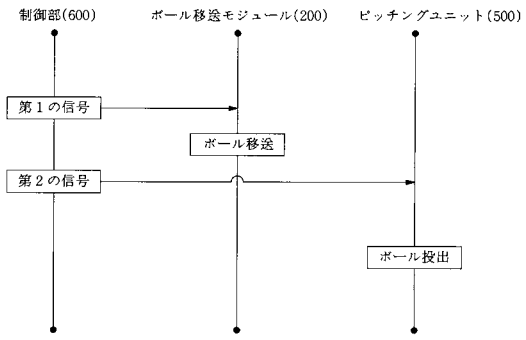 制御部(600)
ボール移送モジュール(200)
ピッチングユニット(500)
第1の信号
ボール移送
第2の信号
ボール投出